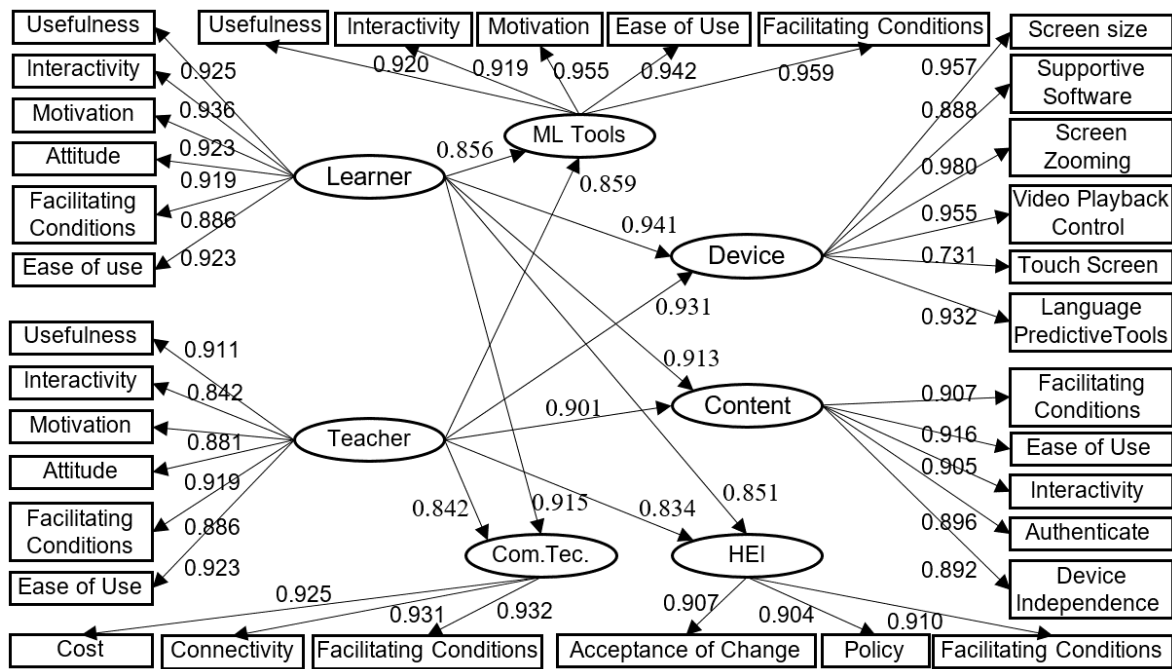 Usefulness
Interactivity
Motivation
Attitude
Facilitating
Conditions
Ease of use
0.925
0.936
0.923
0.919
0.886
0.923
Learner
Usefulness
Interactivity
Motivation
Ease of Use
Facilitating Conditions
0.920
0.919
0.955
0.942
0.959
ML Tools
0.856
0.859
0.941
0.931
0.913
0.901
0.915
0.842
0.834
0.851
Device
Screen size
Supportive
Software
Screen
Zooming
Video Playback
Control
Touch Screen
Language
PredictiveTools
0.957
0.888
0.980
0.955
0.731
0.932
Usefulness
Interactivity
Motivation
Attitude
Facilitating
Conditions
Ease of Use
0.911
0.842
0.881
0.919
0.886
0.923
Teacher
Content
Facilitating
Conditions
Ease of Use
Interactivity
Authenticate
Device
Independence
0.907
0.916
0.905
0.896
0.892
Com.Tec.
0.925
0.931
0.932
Cost
Connectivity
Facilitating Conditions
HEI
0.907
0.904
0.910
Acceptance of Change
Policy
Facilitating Conditions